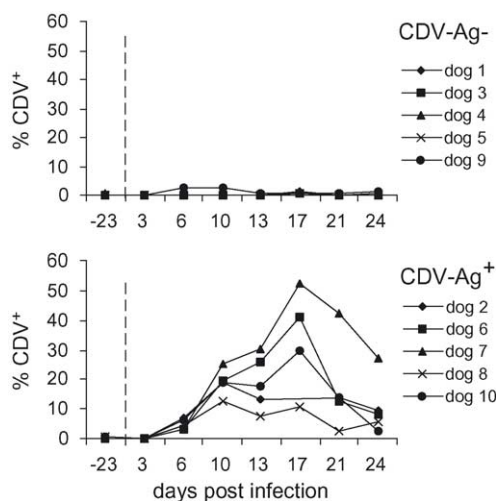 60
50
40
30
20
10
0
% CDV+
-23 3 6 10 13 17 21 24
CDV-Ag-
dog 1
dog 3
dog 4
dog 5
dog 9
60
50
40
30
20
10
0
% CDV⁺
-23 3 6 10 13 17 21 24
days post infection
CDV-Ag⁺
dog 2
dog 6
dog 7
dog 8
dog 10